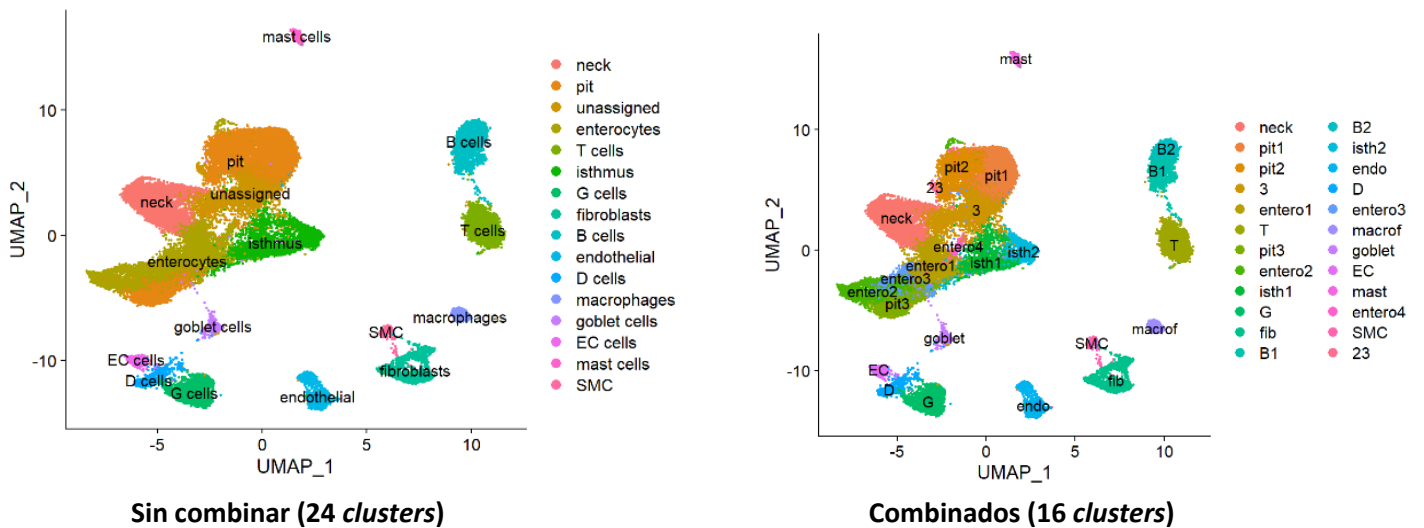 mast cells
B cells
pit
unassigned
neck
T cells
isthmus
enterocytes
goblet cells
macrophages
SMC
EC cells
fibroblasts
D cells
G cells
endothelial
10
0
-10
UMAP_2
-5
0
5
10
UMAP_1
neck
pit
unassigned
enterocytes
T cells
isthmus
G cells
fibroblasts
B cells
endothelial
D cells
macrophages
goblet cells
EC cells
mast cells
SMC
Sin combinar (24 clusters)
mast
B2
B1
pit2
pit1
23
neck
3
T
entero4
isth2
isth1
entero1
entero3
entero2
pit3
goblet
macrof
SMC
EC
fib
D
G
endo
10
0
-10
UMAP_2
-5
0
5
10
UMAP_1
neck
pit1
pit2
3
entero1
T
pit3
entero2
isth1
G
fib
B1
B2
isth2
endo
D
entero3
macrof
goblet
EC
mast
entero4
SMC
23
Combinados (16 clusters)